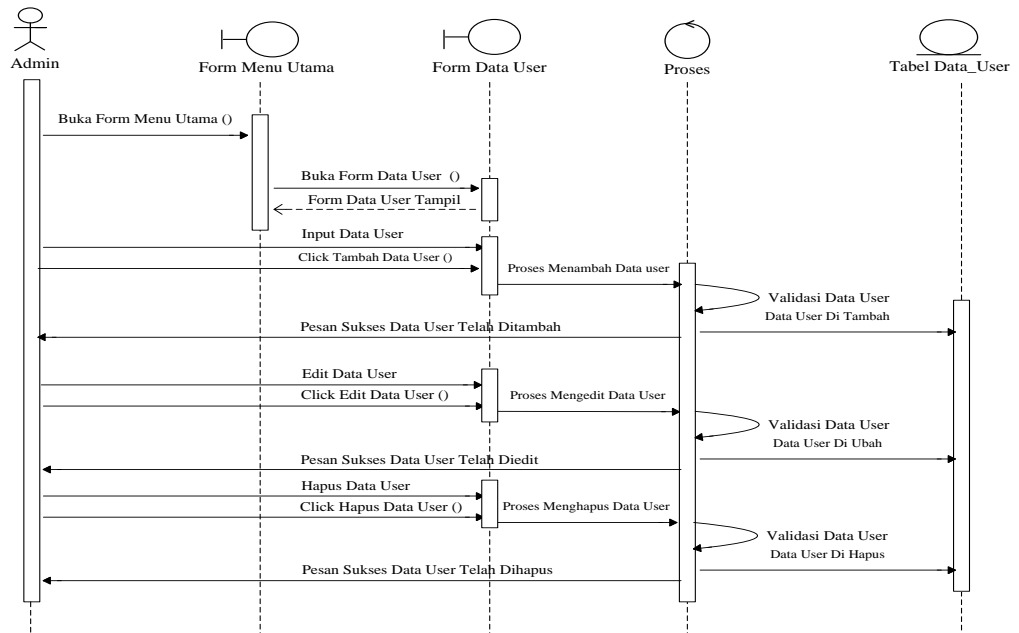 Admin
Form Menu Utama
Form Data User
Proses
Tabel Data_User
Buka Form Menu Utama ()
Buka Form Data User ()
Form Data User Tampil
Input Data User
Click Tambah Data User ()
Proses Menambah Data user
Validasi Data User
Data User Di Tambah
Pesan Sukses Data User Telah Ditambah
Edit Data User
Click Edit Data User ()
Proses Mengedit Data User
Validasi Data User
Data User Di Ubah
Pesan Sukses Data User Telah Diedit
Hapus Data User
Click Hapus Data User ()
Proses Menghapus Data User
Validasi Data User
Data User Di Hapus
Pesan Sukses Data User Telah Dihapus